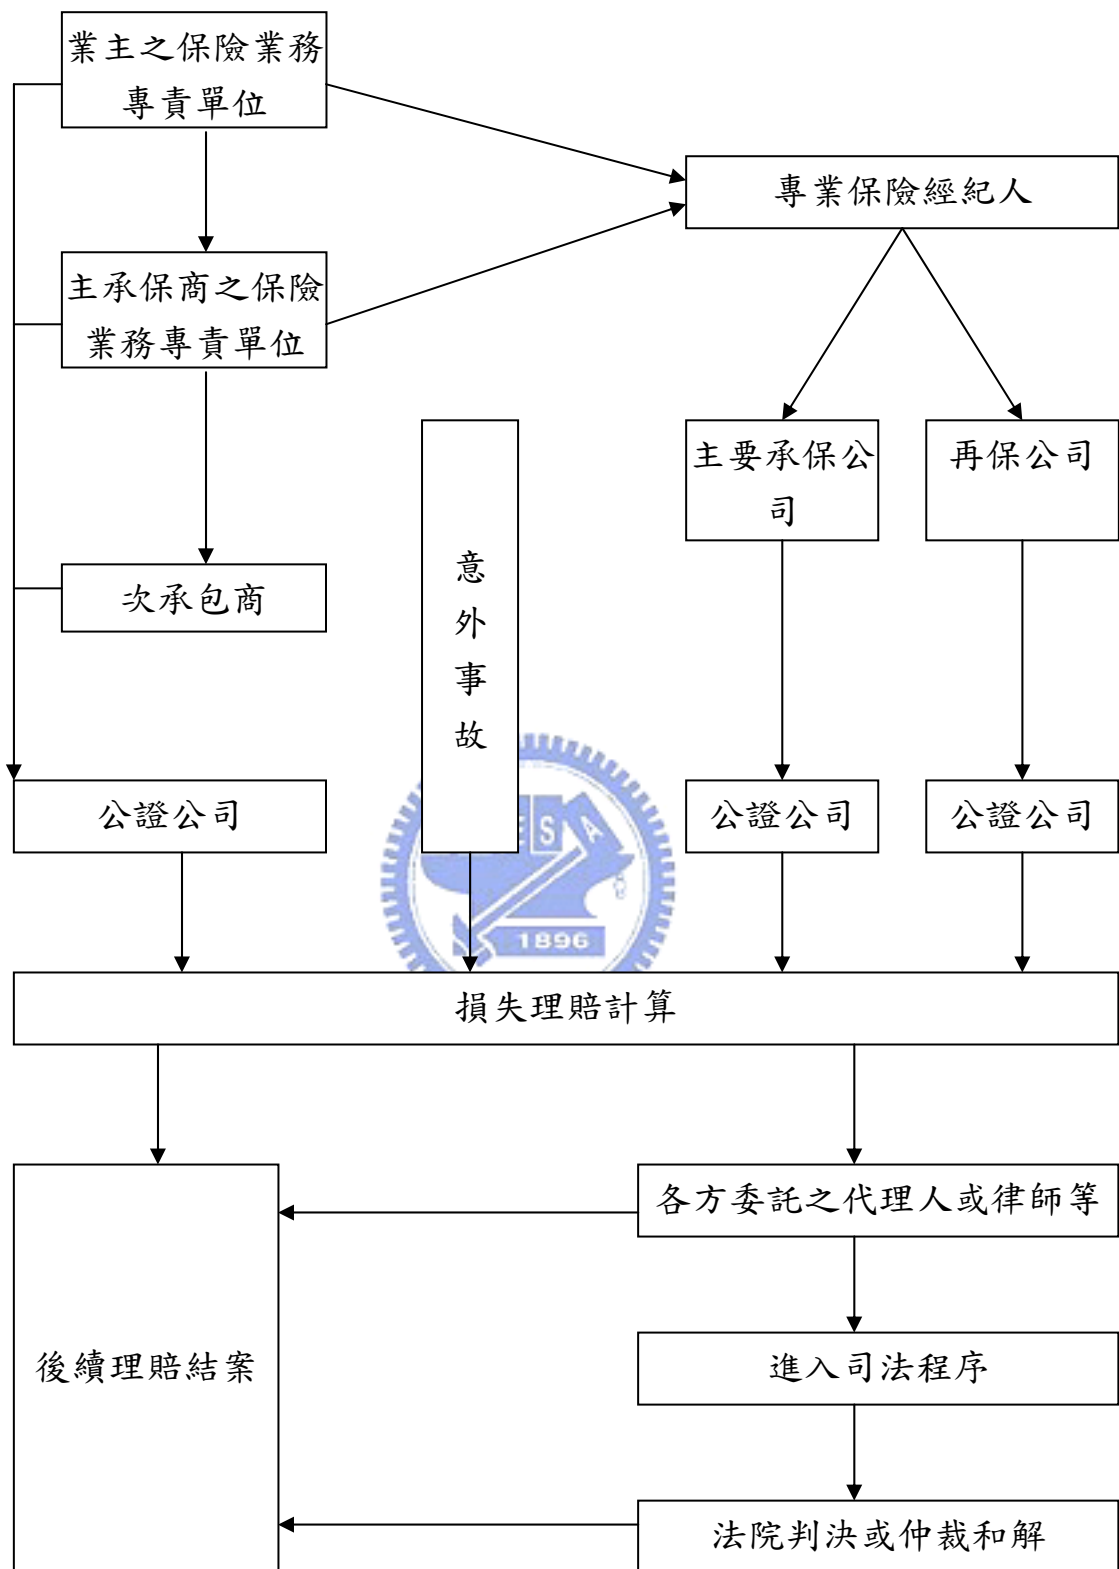 業主之保險業務
專責單位
專業保險經紀人
主承保商之保險
業務專責單位
主要承保公
司
再保公司
意
外
事
故
次承包商
公證公司
公證公司
公證公司
E S A
1896
損失理賠計算
各方委託之代理人或律師等
後續理賠結案
進入司法程序
法院判決或仲裁和解